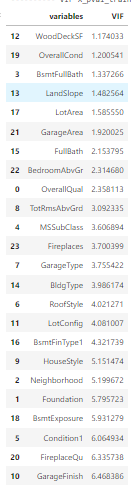 variables VIF
12 WoodDeckSF 1.174033
19 OverallCond 1.200541
3 BsmtFullBath 1.337266
13 LandSlope 1.482564
17 LotArea 1.585550
21 GarageArea 1.920025
15 FullBath 2.153795
22 BedroomAbvGr 2.314680
0 OverallQual 2.358113
8 TotRmsAbvGrd 3.092335
4 MSSubClass 3.606894
23 Fireplaces 3.700399
7 GarageType 3.755422
14 BldgType 3.986174
6 RoofStyle 4.021271
11 LotConfig 4.081007
16 BsmtFinType1 4.321739
9 HouseStyle 5.151474
2 Neighborhood 5.199672
1 Foundation 5.795723
18 BsmtExposure 5.931279
5 Condition1 6.064934
20 FireplaceQu 6.335738
10 GarageFinish 6.468386